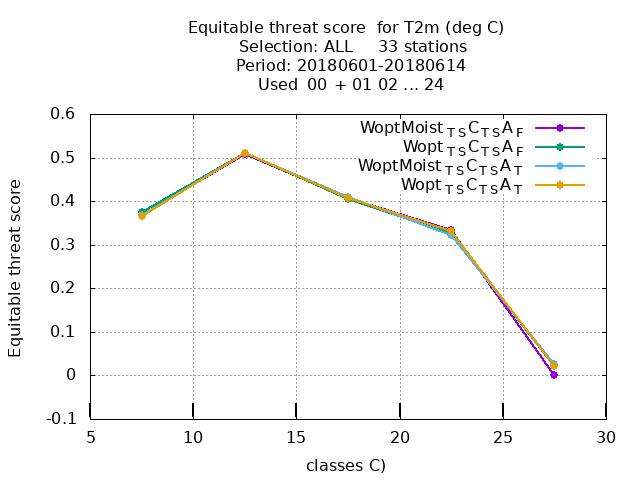 Equitable threat score  for T2m (deg C)
Selection: ALL     33 stations
Period: 20180601-20180614
Used  00  + 01 02 ... 24
WoptMoist TS C TS A F
Wopt TS C TS A F
WoptMoist TS C TS A T
Wopt TS C TS A T
Equitable threat score
0.6
0.5
0.4
0.3
0.2
0.1
0
-0.1
5 10 15 20 25 30
classes C)